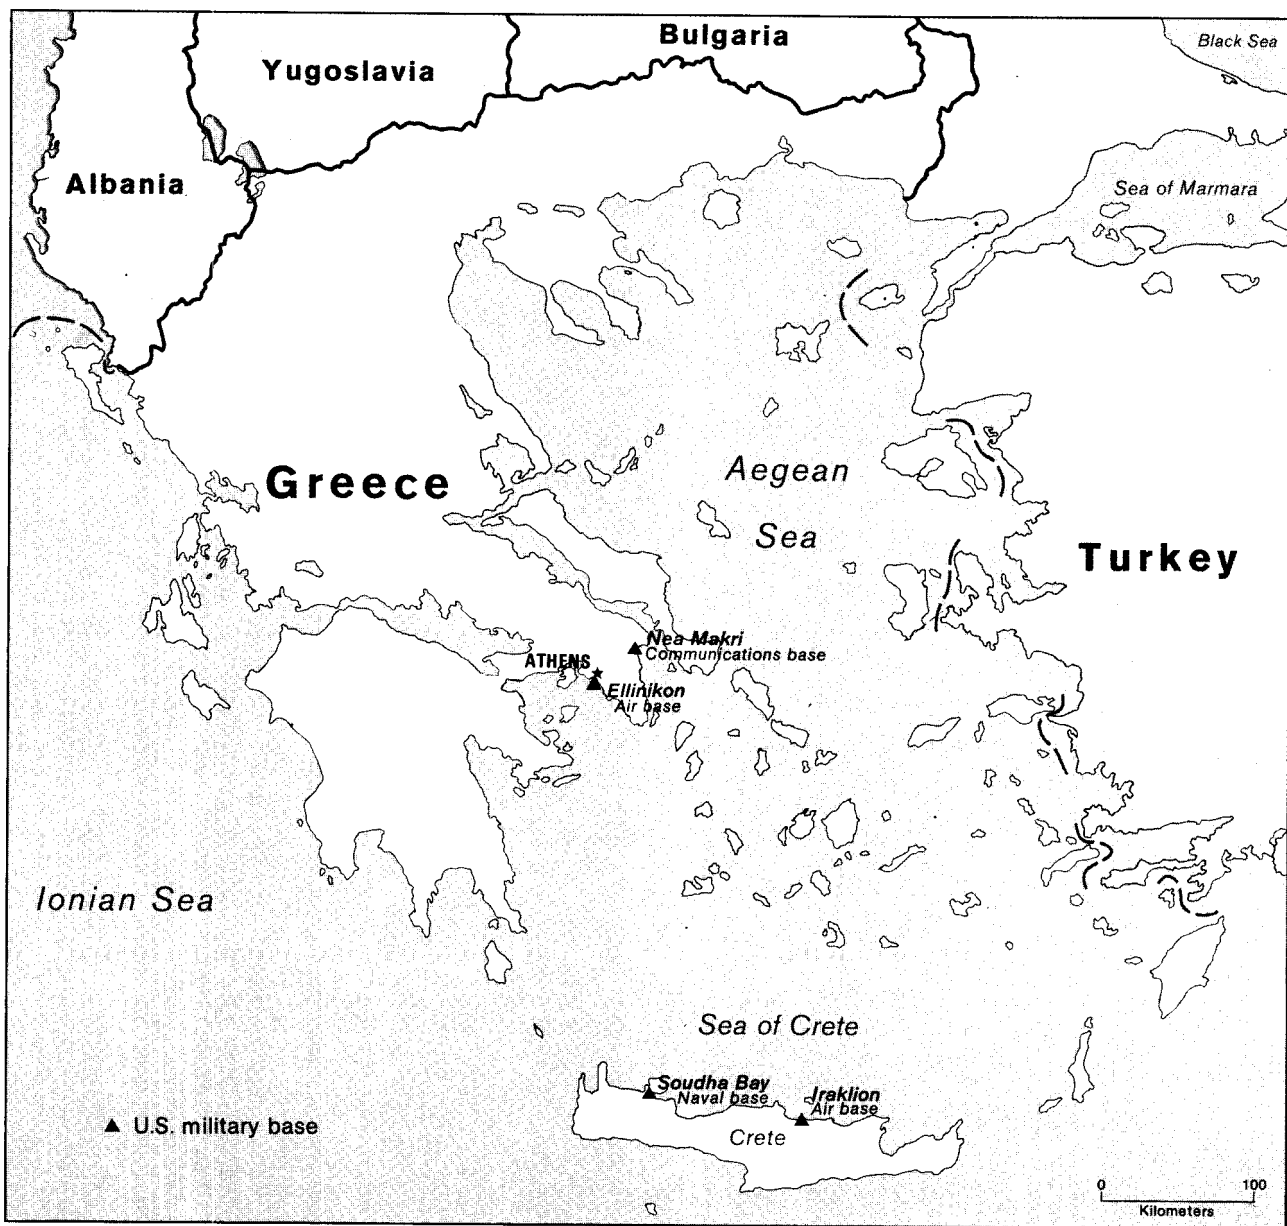 Bulgaria
Black Sea
Yugoslavia
Albania
Sea of Marmara
Greece
Aegean
Sea
Turkey
Nea Makri
Communications base
ATHENS
Ellinikon
Air base
Ionian Sea
Sea of Crete
Soudha Bay
Naval base
Iraklion
Air base
Crete
U.S. military base
0 100
Kilometers